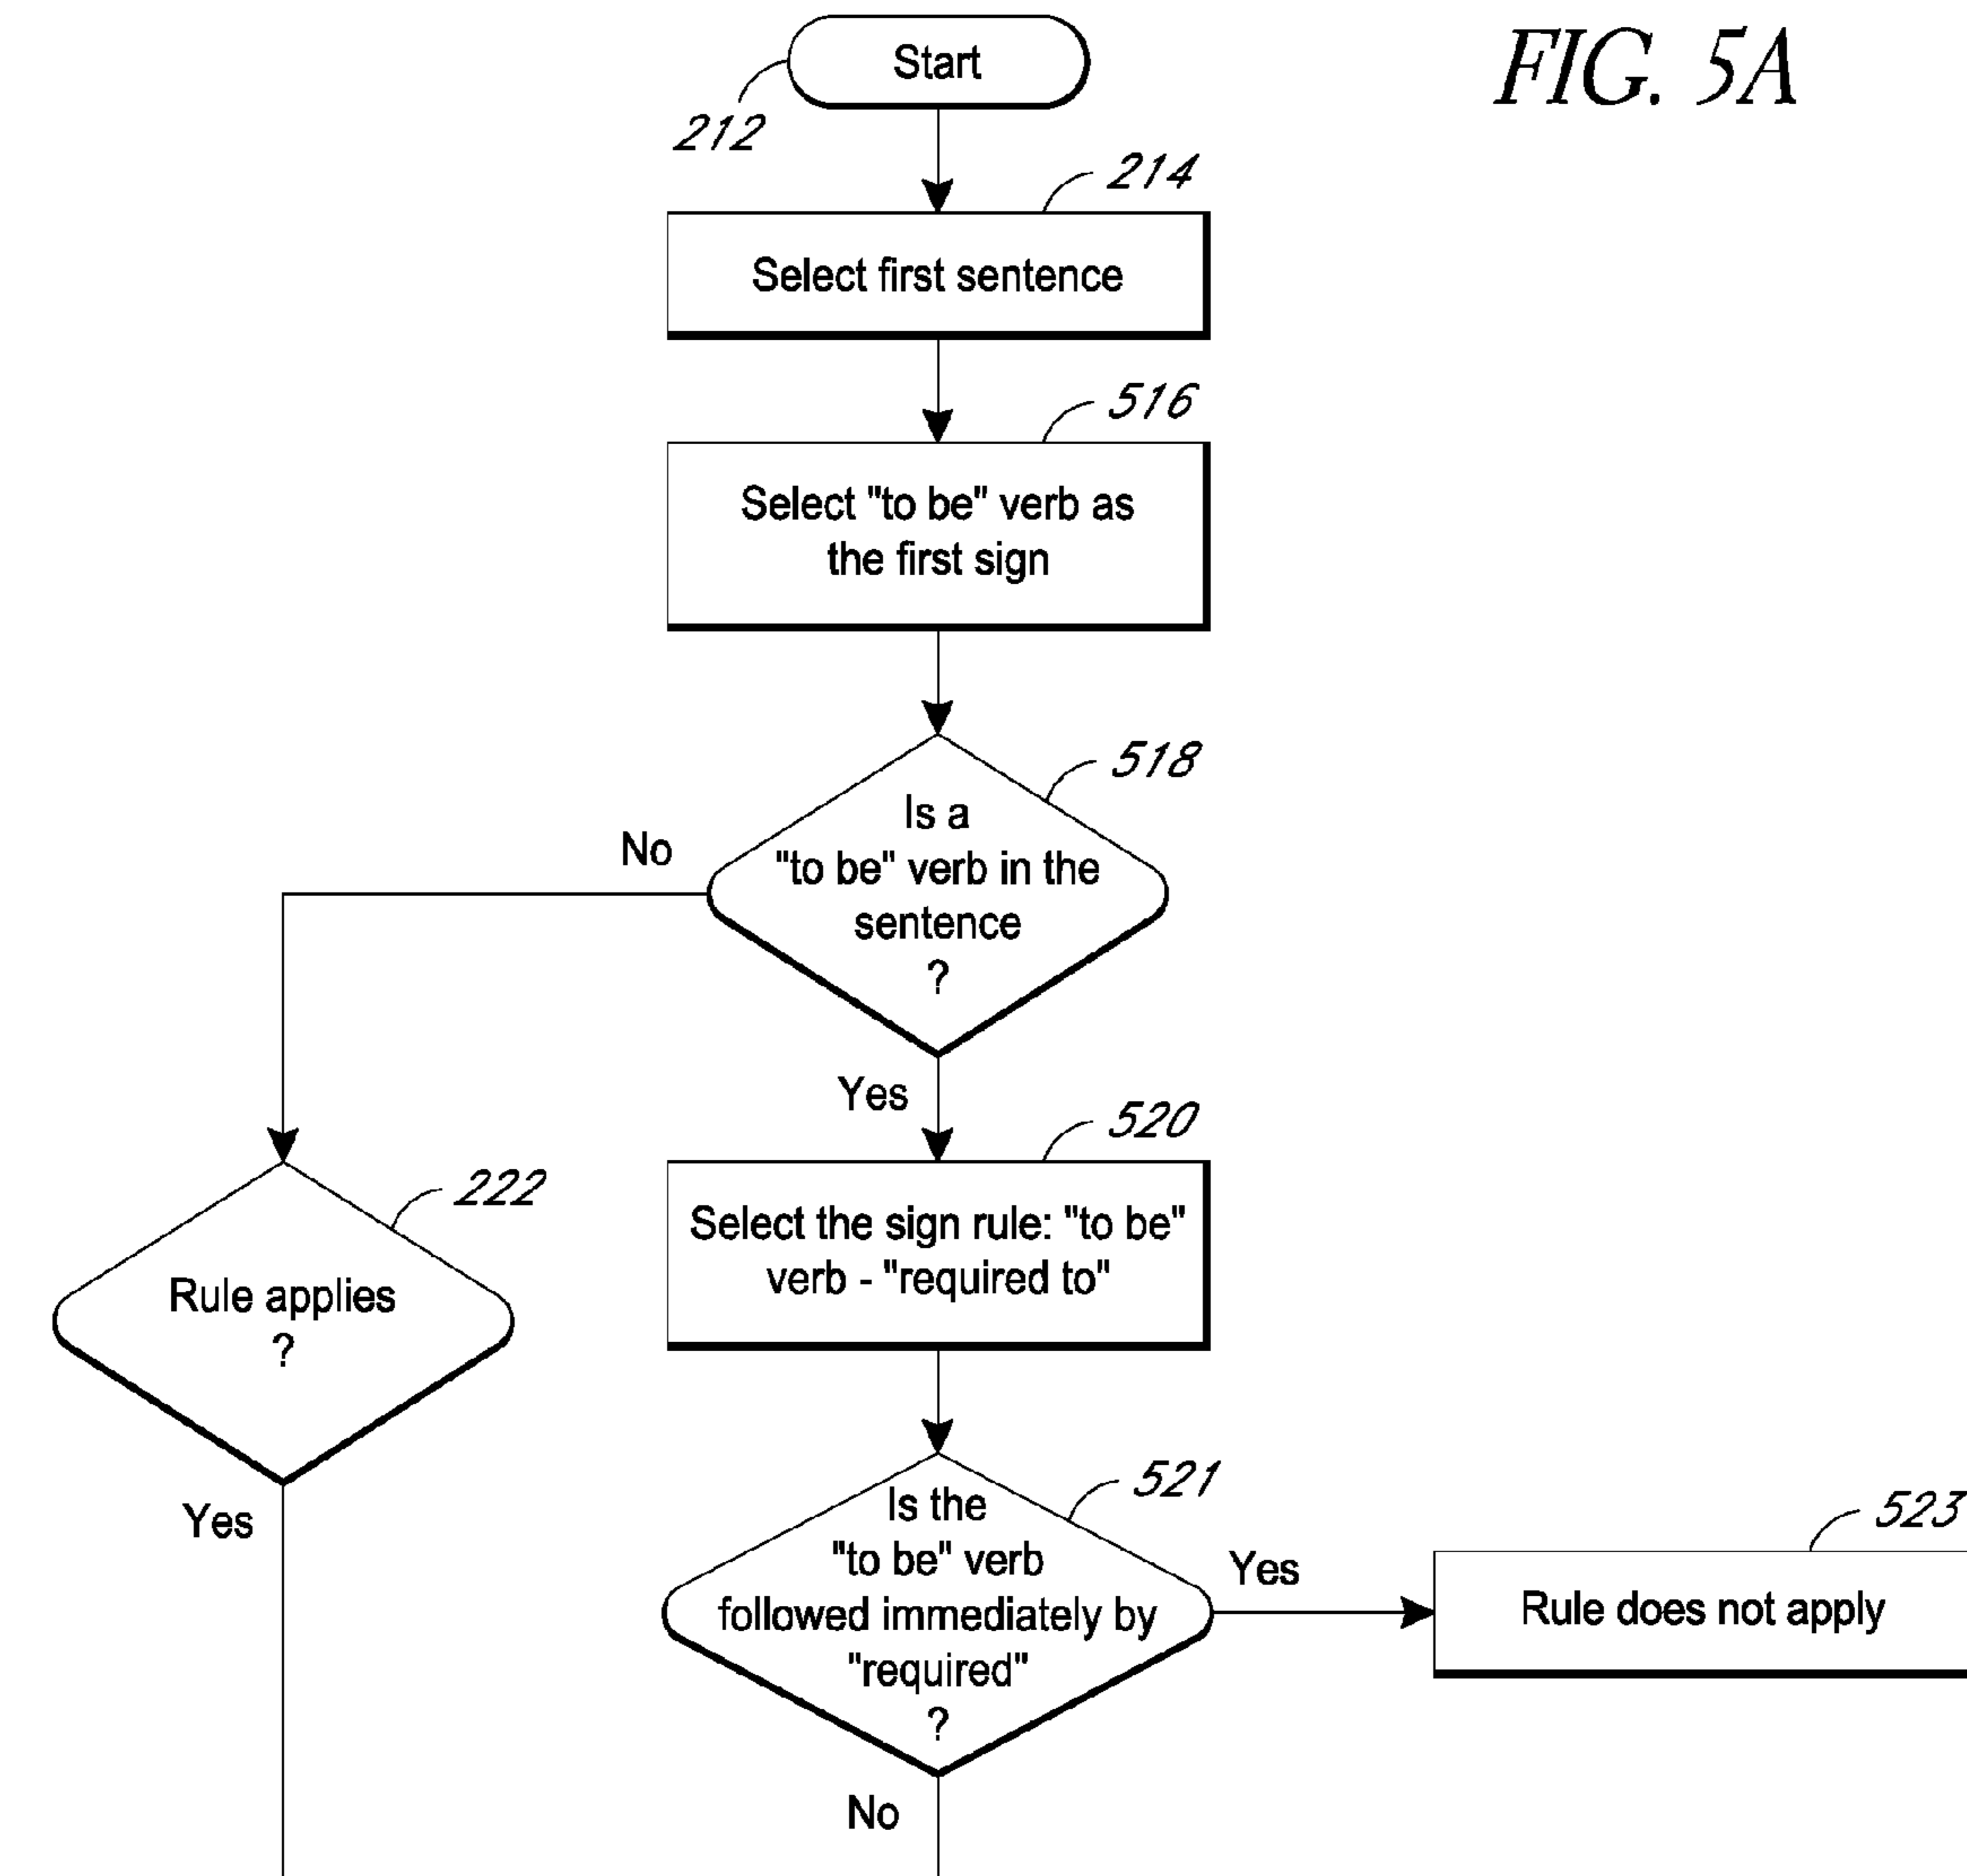 FIG. 5A
Start
212
214
Select first sentence
516
Select "to be" verb as
the first sign
518
Is a
"to be" verb in the
sentence
?
No
Yes
520
Select the sign rule: "to be"
verb - "required to"
222
Rule applies
?
Yes
521
Is the
"to be" verb
followed immediately by
"required"
?
Yes
523
Rule does not apply
No